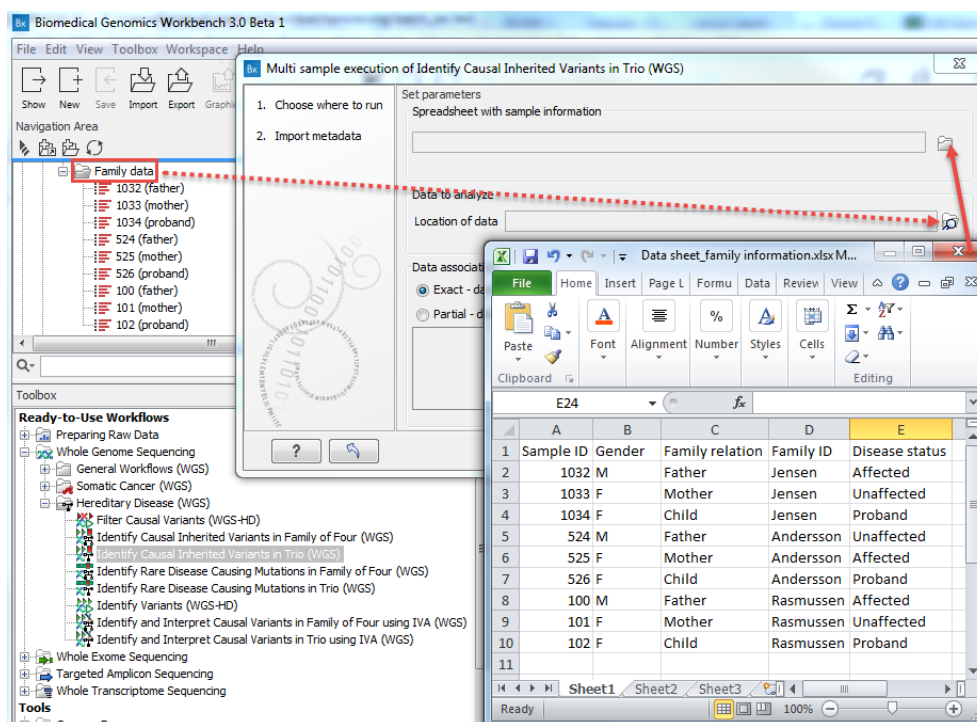 Biomedical Genomics Workbench 3.0 Beta 1
File Edit View Toolbox Workspace Help
Show New Save Import Export Graphi
Navigation Area
Family data
1032 (father)
1033 (mother)
1034 (proband)
524 (father)
525 (mother)
526 (proband)
100 (father)
101 (mother)
102 (proband)
Toolbox
Ready-to-Use Workflows
Preparing Raw Data
Whole Genome Sequencing
General Workflows (WGS)
Somatic Cancer (WGS)
Hereditary Disease (WGS)
Filter Causal Variants (WGS-HD)
Identify Causal Inherited Variants in Family of Four (WGS)
Identify Causal Inherited Variants in Trio (WGS)
Identify Rare Disease Causing Mutations in Family of Four (WGS)
Identify Rare Disease Causing Mutations in Trio (WGS)
Identify Variants (WGS-HD)
Identify and Interpret Causal Variants in Family of Four using IVA (WGS)
Identify and Interpret Causal Variants in Trio using IVA (WGS)
Whole Exome Sequencing
Targeted Amplicon Sequencing
Whole Transcriptome Sequencing
Tools
Bx Multi sample execution of Identify Causal Inherited Variants in Trio (WGS)
1. Choose where to run
2. Import metadata
Set parameters
Spreadsheet with sample information
Data to analyze
Location of data
Data associati
Exact - da
Partial - d
?
Data sheet_family information.xlsx M...
File Home Insert Page L Formu Data Review View
Paste Font Alignment Number Styles Cells
Clipboard Editing
E24 fx
A B C D E
1 Sample ID Gender Family relation Family ID Disease status
2 1032 M Father Jensen Affected
3 1033 F Mother Jensen Unaffected
4 1034 F Child Jensen Proband
5 524 M Father Andersson Unaffected
6 525 F Mother Andersson Affected
7 526 F Child Andersson Proband
8 100 M Father Rasmussen Affected
9 101 F Mother Rasmussen Unaffected
10 102 F Child Rasmussen Proband
11
Sheet1 Sheet2 Sheet3
Ready 100%